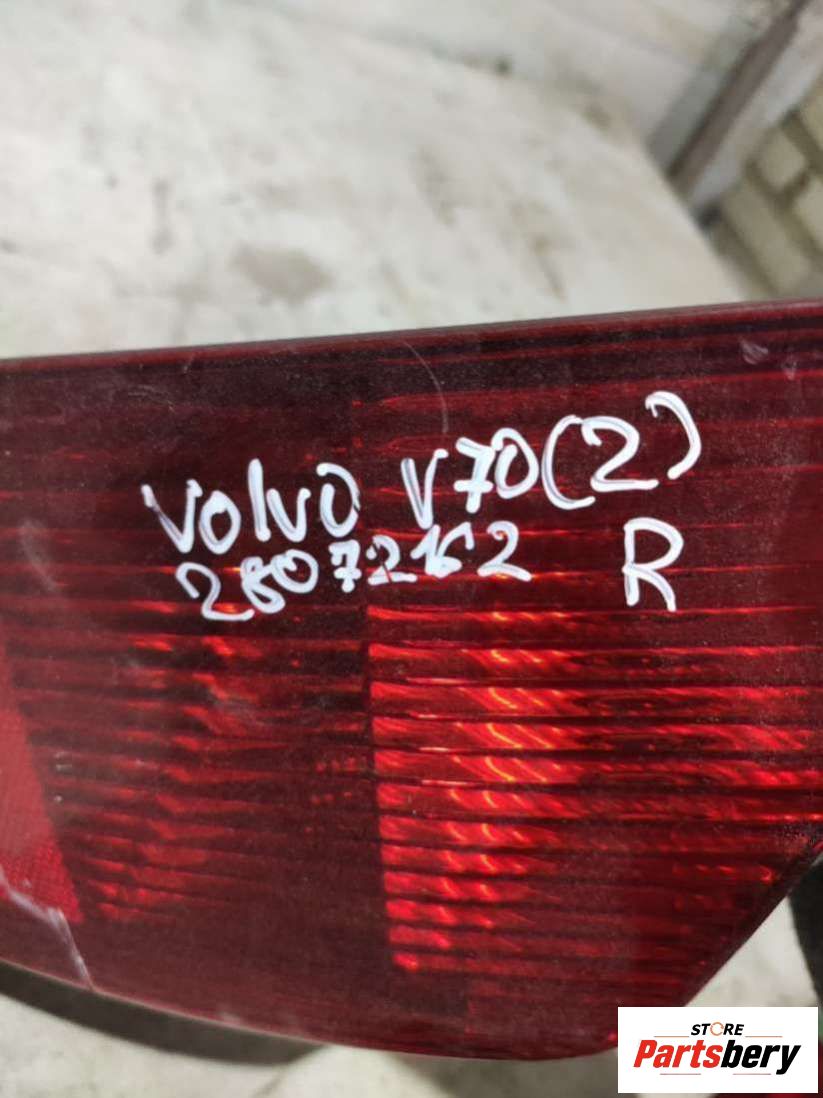 Volvo V70(2)
28072162 R
STORE
Partsbery